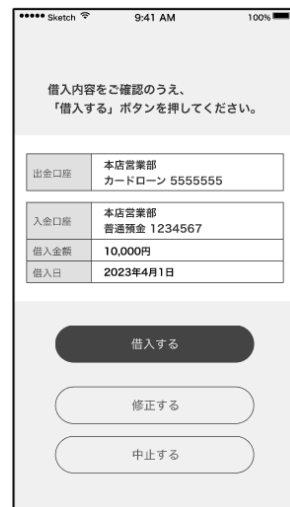 ●●●●● Sketch 9:41 AM 100%
借入内容をご確認のうえ、
「借入する」ボタンを押してください。
出金口座 本店営業部
カードローン 5555555
入金口座 本店営業部
普通預金 1234567
借入金額 10,000円
借入日 2023年4月1日
借入する
修正する
中止する